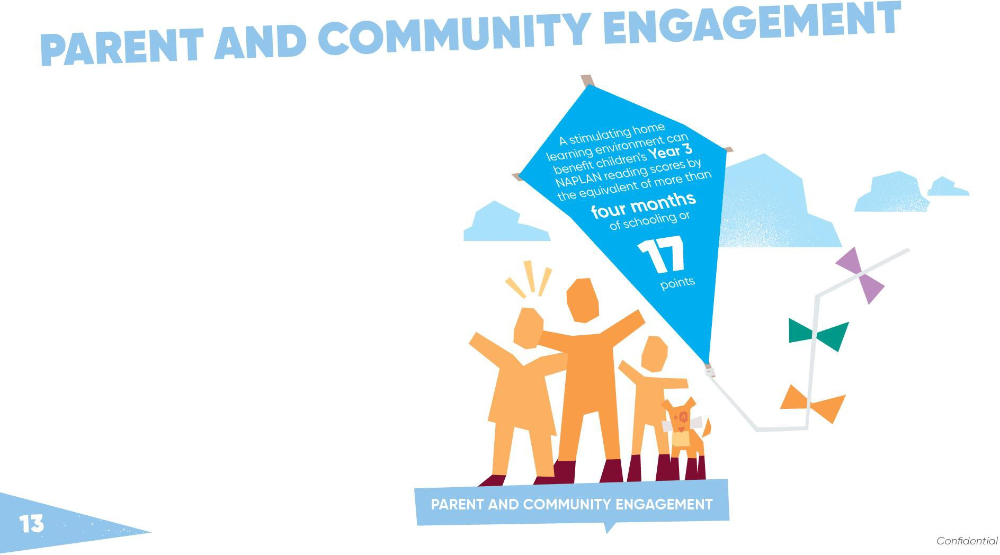 PARENT AND COMMUNITY ENGAGEMENT
A stimulating home
learning environment can
benefit children's Year 3
NAPLAN reading scores by
the equivalent of more than
four months
of schooling or
17
points
PARENT AND COMMUNITY ENGAGEMENT
13
Confidential